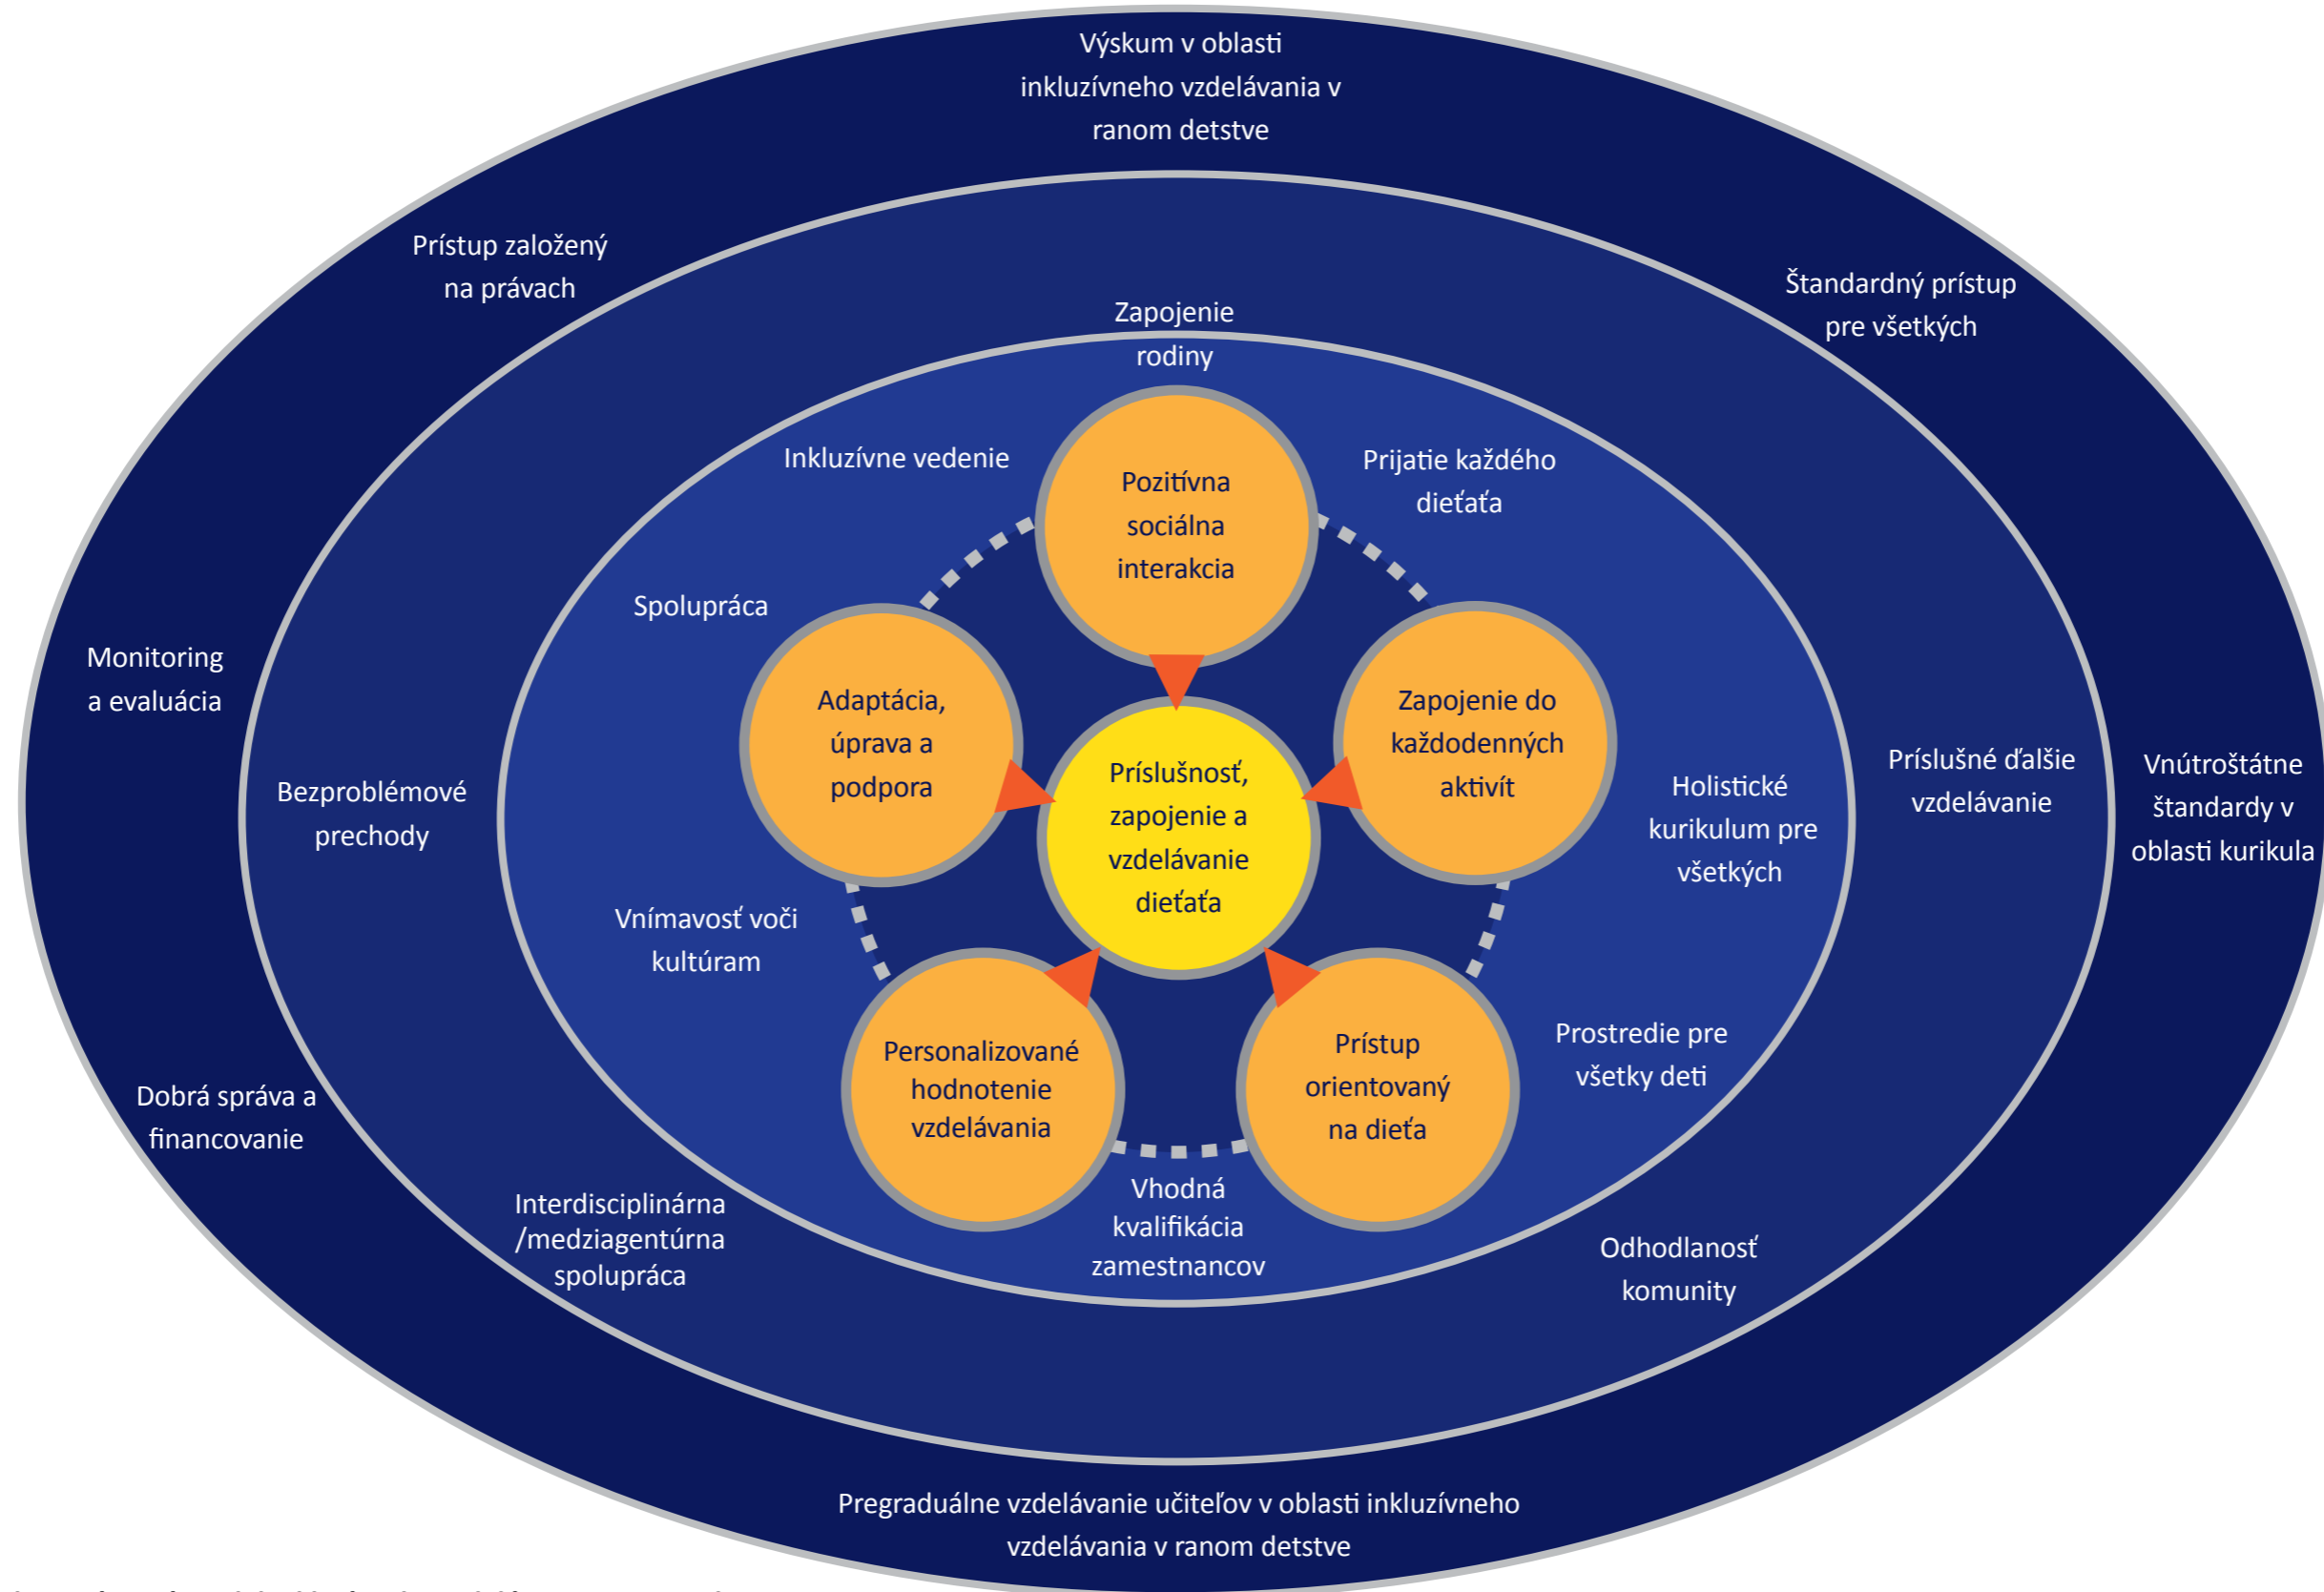 Výskum v oblasti
inkluzívneho vzdelávania v
ranom detstve
Prístup založený
na právach
Štandardný prístup
pre všetkých
Zapojenie
rodiny
Inkluzívne vedenie
Prijatie každého
dieťaťa
Pozitívna
sociálna
interakcia
Spolupráca
Monitoring
a evaluácia
Adaptácia,
úprava a
podpora
Zapojenie do
každodenných
aktivít
Bezproblémové
prechody
Príslušnosť,
zapojenie a
vzdelávanie
dieťaťa
Holistické
kurikulum pre
všetkých
Príslušné ďalšie
vzdelávanie
Vnútroštátne
štandardy v
oblasti kurikula
Vnímavosť voči
kultúram
Personalizované
hodnotenie
vzdelávania
Prístup
orientovaný
na dieťa
Prostredie pre
všetky deti
Dobrá správa a
financovanie
Interdisciplinárna
/medziagentúrna
spolupráca
Vhodná
kvalifikácia
zamestnancov
Odhodlanosť
komunity
Pregraduálne vzdelávanie učiteľov v oblasti inkluzívneho
vzdelávania v ranom detstve